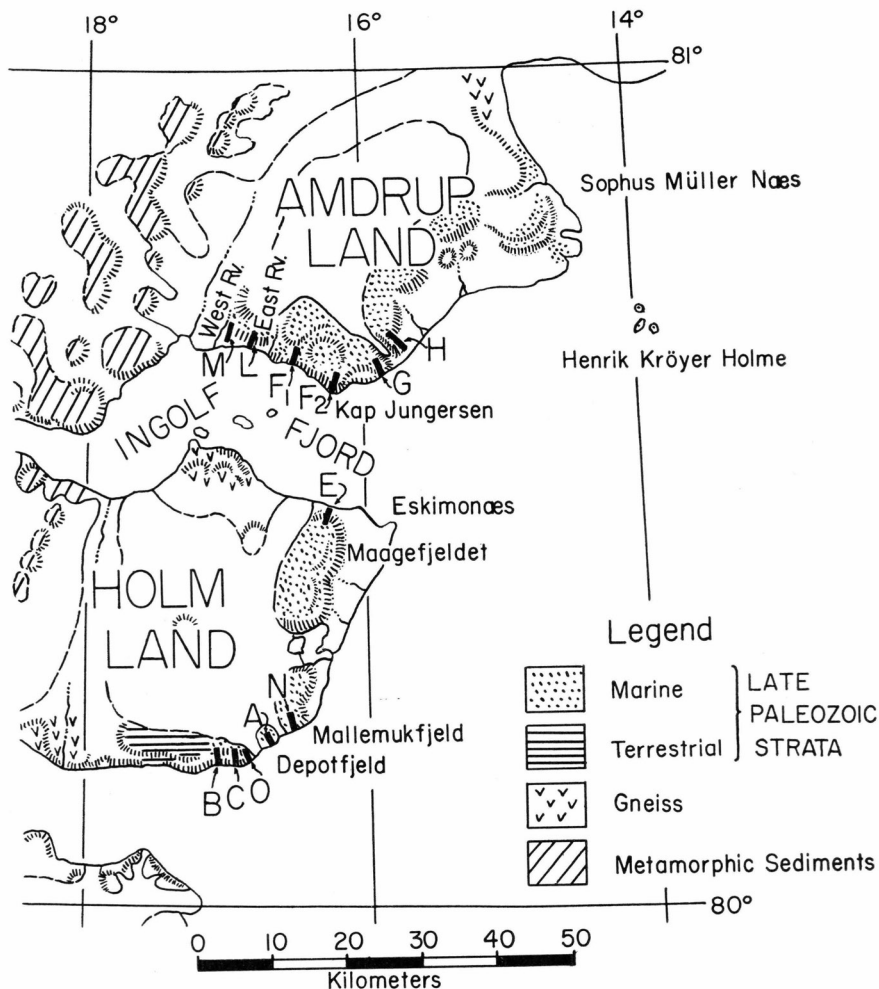 18°
16°
14°
81°
AMDRUP
LAND
Sophus Müller Næs
West Rv.
East Rv.
M
L
F1
F2
G
H
Henrik Kröyer Holme
Kap Jungersen
INGOLF
FJORD
E
Eskimonæs
Maagefjeldet
HOLM
LAND
N
A
Mallemukfjeld
Depotfjeld
B
C
O
Legend
Marine
Terrestrial
LATE
PALEOZOIC
STRATA
Gneiss
Metamorphic Sediments
80°
0 10 20 30 40 50
Kilometers